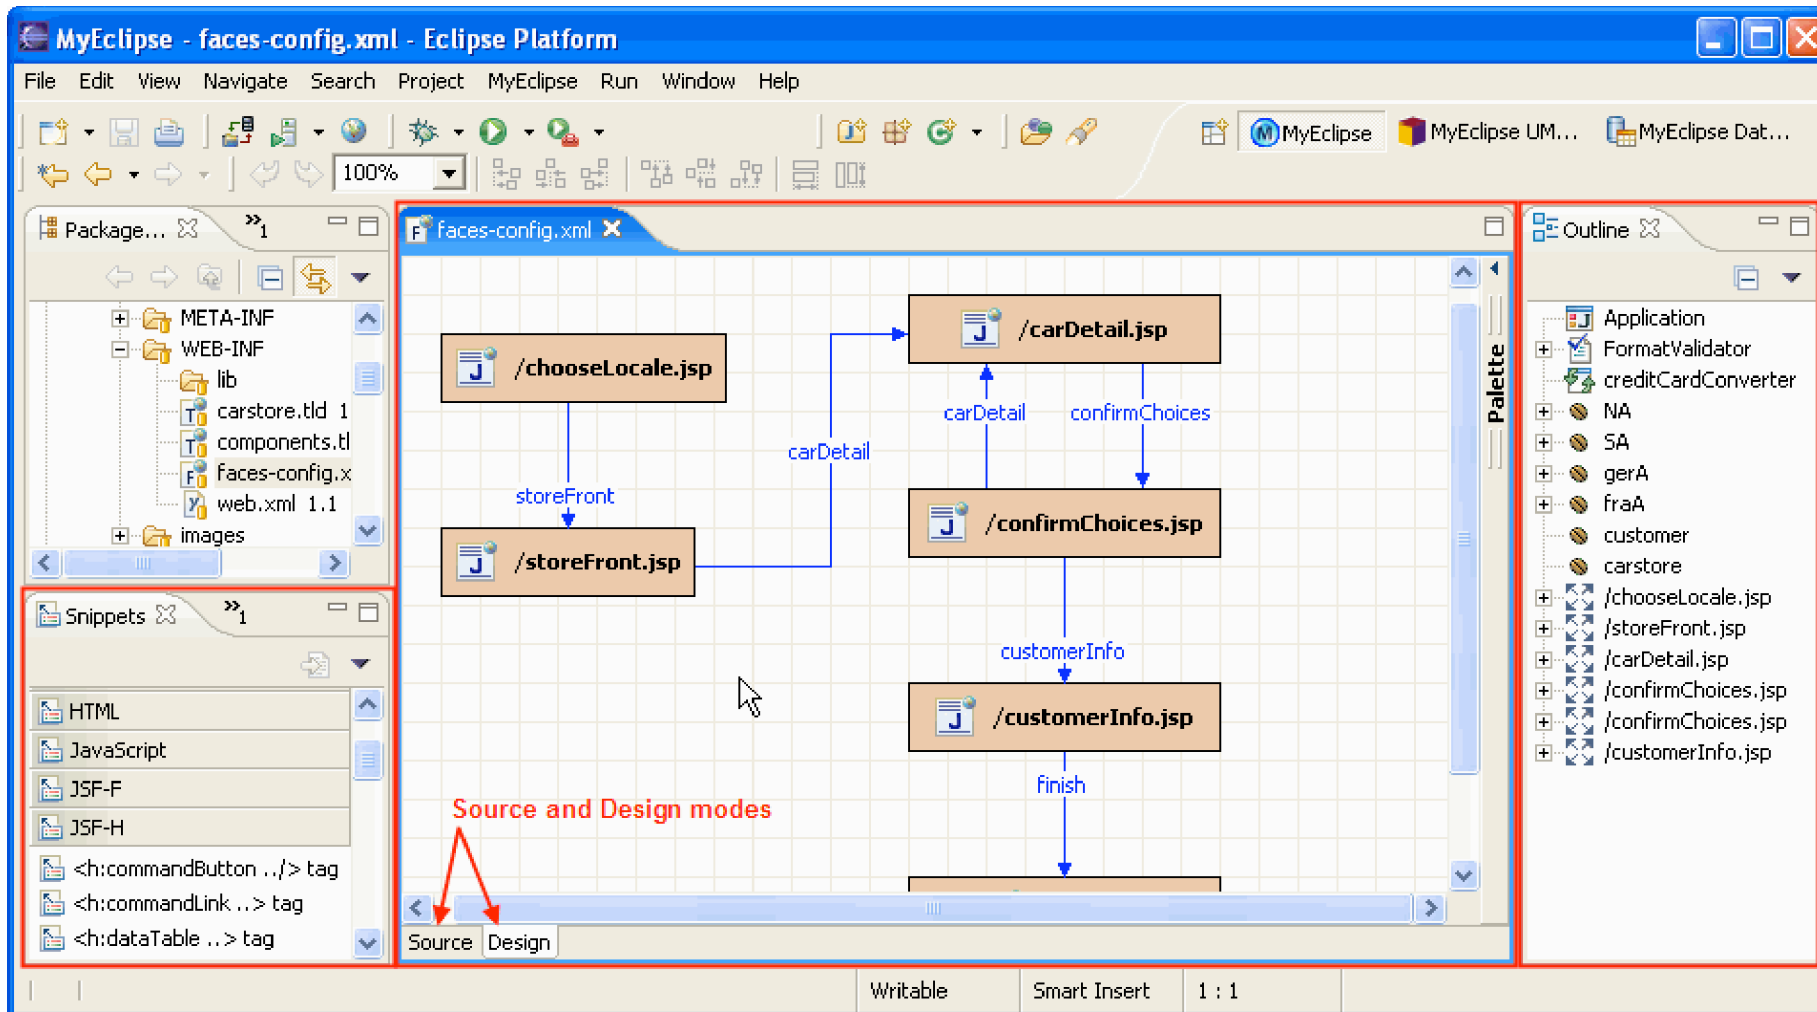 MyEclipse - faces-config.xml - Eclipse Platform
File Edit View Navigate Search Project MyEclipse Run Window Help
MyEclipse
MyEclipse UM...
MyEclipse Dat...
100%
Package...
»1
META-INF
WEB-INF
lib
carstore.tld 1
components.tl
faces-config.x
web.xml 1.1
images
Snippets
»1
HTML
JavaScript
JSF-F
JSF-H
<h:commandButton ../> tag
<h:commandLink ..> tag
<h:dataTable ..> tag
faces-config.xml
/chooseLocale.jsp
storeFront
/storeFront.jsp
carDetail
/carDetail.jsp
carDetail
confirmChoices
/confirmChoices.jsp
customerInfo
/customerInfo.jsp
finish
Source and Design modes
Source
Design
Palette
Outline
Application
FormatValidator
creditCardConverter
NA
SA
gerA
fraA
customer
carstore
/chooseLocale.jsp
/storeFront.jsp
/carDetail.jsp
/confirmChoices.jsp
/confirmChoices.jsp
/customerInfo.jsp
Writable
Smart Insert
1 : 1